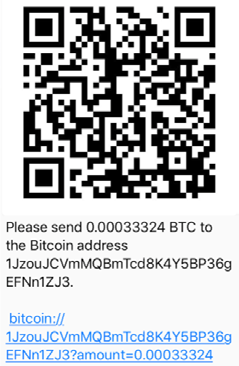 Please send 0.00033324 BTC to
the Bitcoin address
1JzouJCVmMQBmTcd8K4Y5BP36g
EFNn1ZJ3.
bitcoin://
1JzouJCVmMQBmTcd8K4Y5BP36g
EFNn1ZJ3?amount=0.00033324